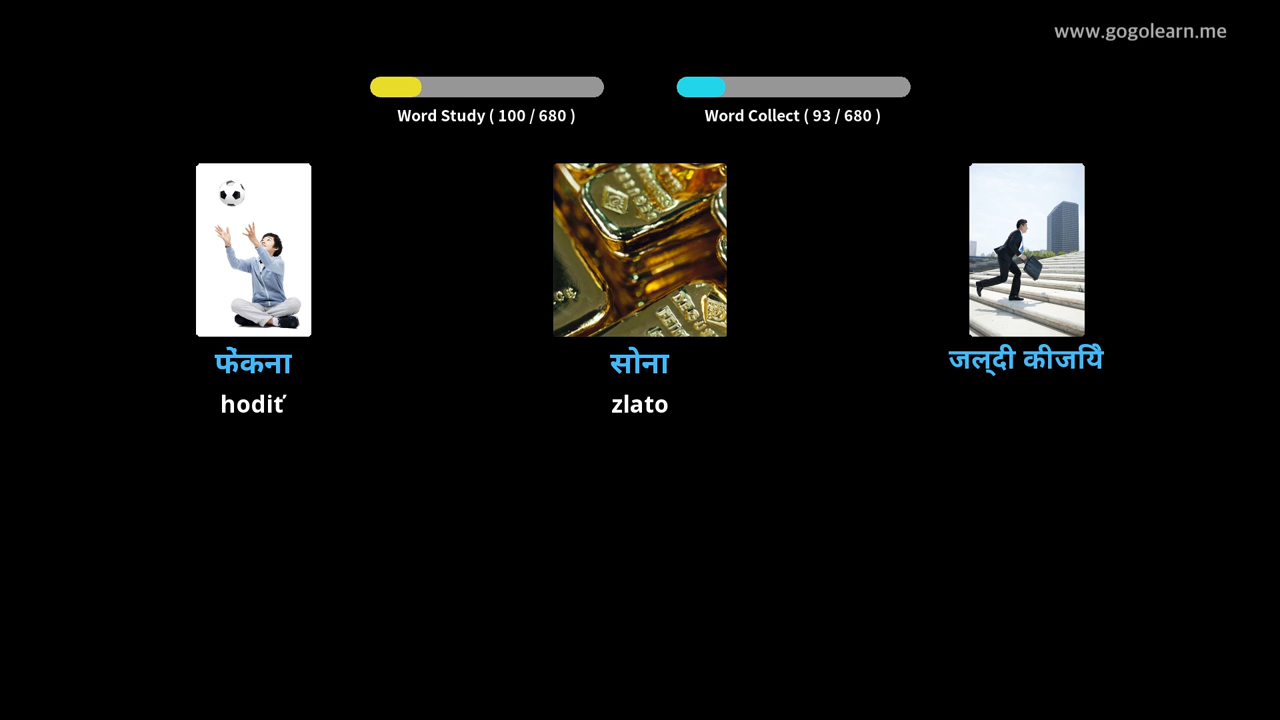 www.gogolearn.me
Word Study ( 100 / 680 )
Word Collect ( 93 / 680 )
फेंकना
सोना
जल्दी कीजिये
hodiť
zlato